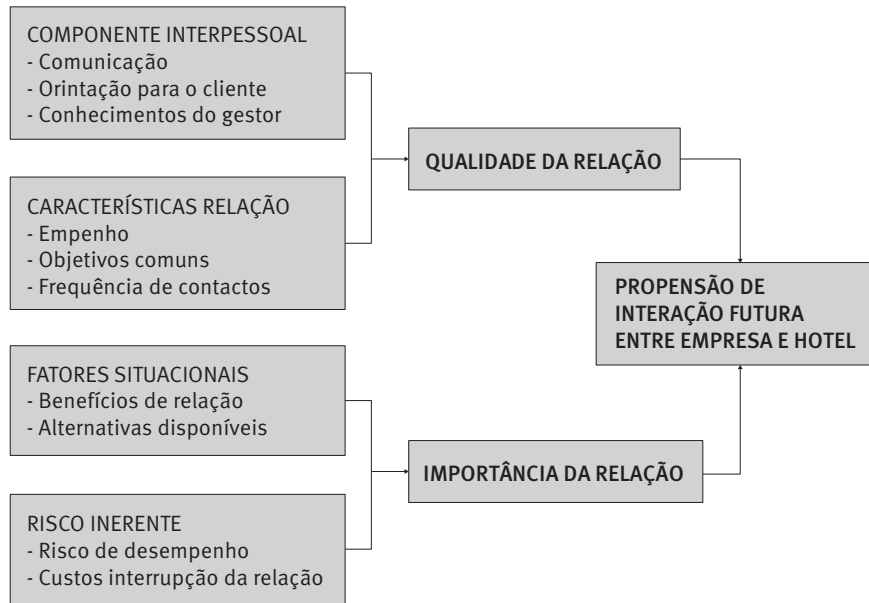 COMPONENTE INTERPESSOAL
- Comunicação
- Orintação para o cliente
- Conhecimentos do gestor
QUALIDADE DA RELAÇÃO
CARACTERÍSTICAS RELAÇÃO
- Empenho
- Objetivos comuns
- Frequência de contactos
PROPENSÃO DE
INTERAÇÃO FUTURA
ENTRE EMPRESA E HOTEL
FATORES SITUACIONAIS
- Benefícios de relação
- Alternativas disponíveis
IMPORTÂNCIA DA RELAÇÃO
RISCO INERENTE
- Risco de desempenho
- Custos interrupção da relação